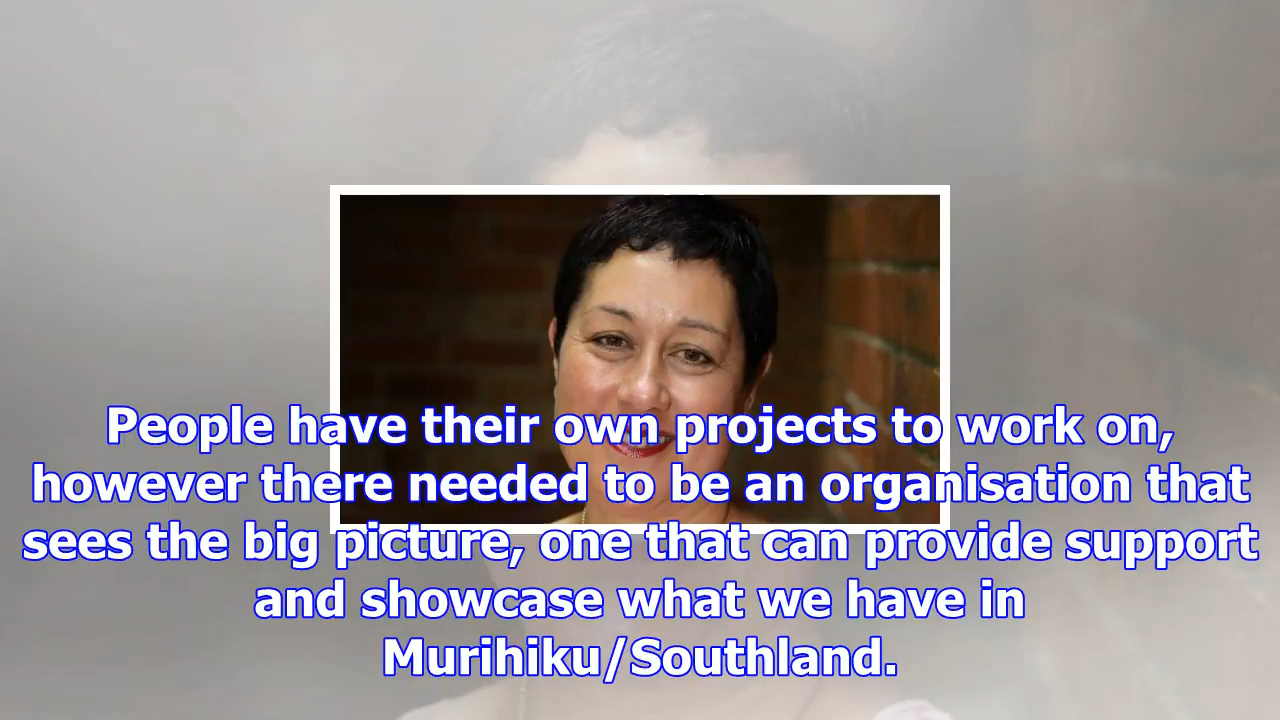 People have their own projects to work on,
however there needed to be an organisation that
sees the big picture, one that can provide support
and showcase what we have in
Murihiku/Southland.